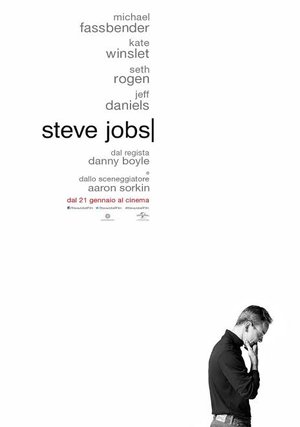 michael
fassbender
kate
winslet
seth
rogen
jeff
daniels
steve jobs
dal regista
danny boyle
e
dallo sceneggiatore
aaron sorkin
dal 21 gennaio al cinema